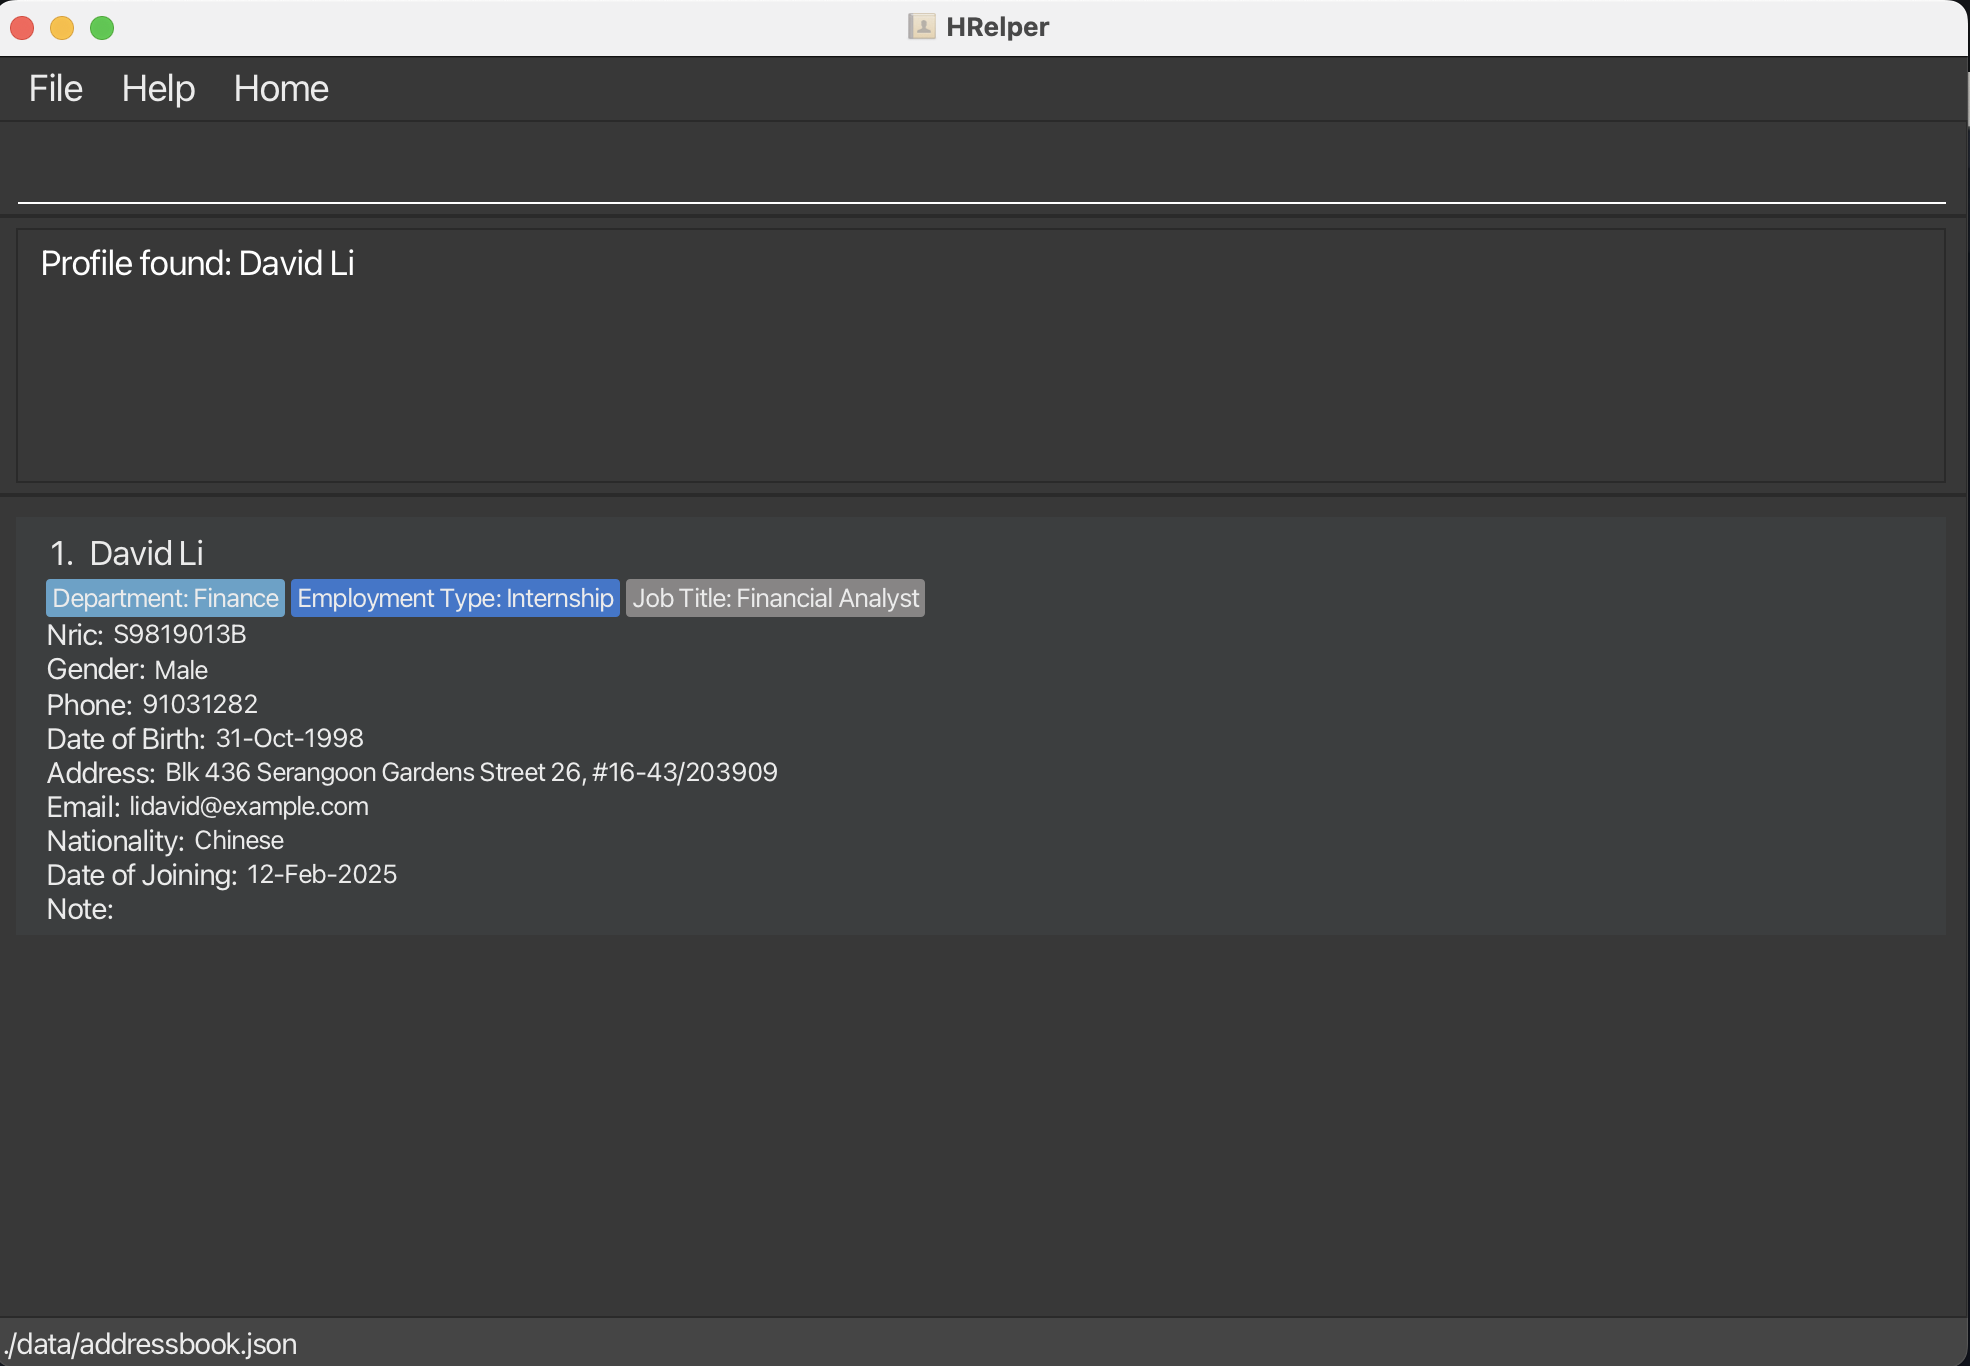 HRelper
File Help Home
Profile found: David Li
1. David Li
Department: Finance Employment Type: Internship Job Title: Financial Analyst
Nric: S9819013B
Gender: Male
Phone: 91031282
Date of Birth: 31-Oct-1998
Address: Blk 436 Serangoon Gardens Street 26, #16-43/203909
Email: lidavid@example.com
Nationality: Chinese
Date of Joining: 12-Feb-2025
Note:
./data/addressbook.json